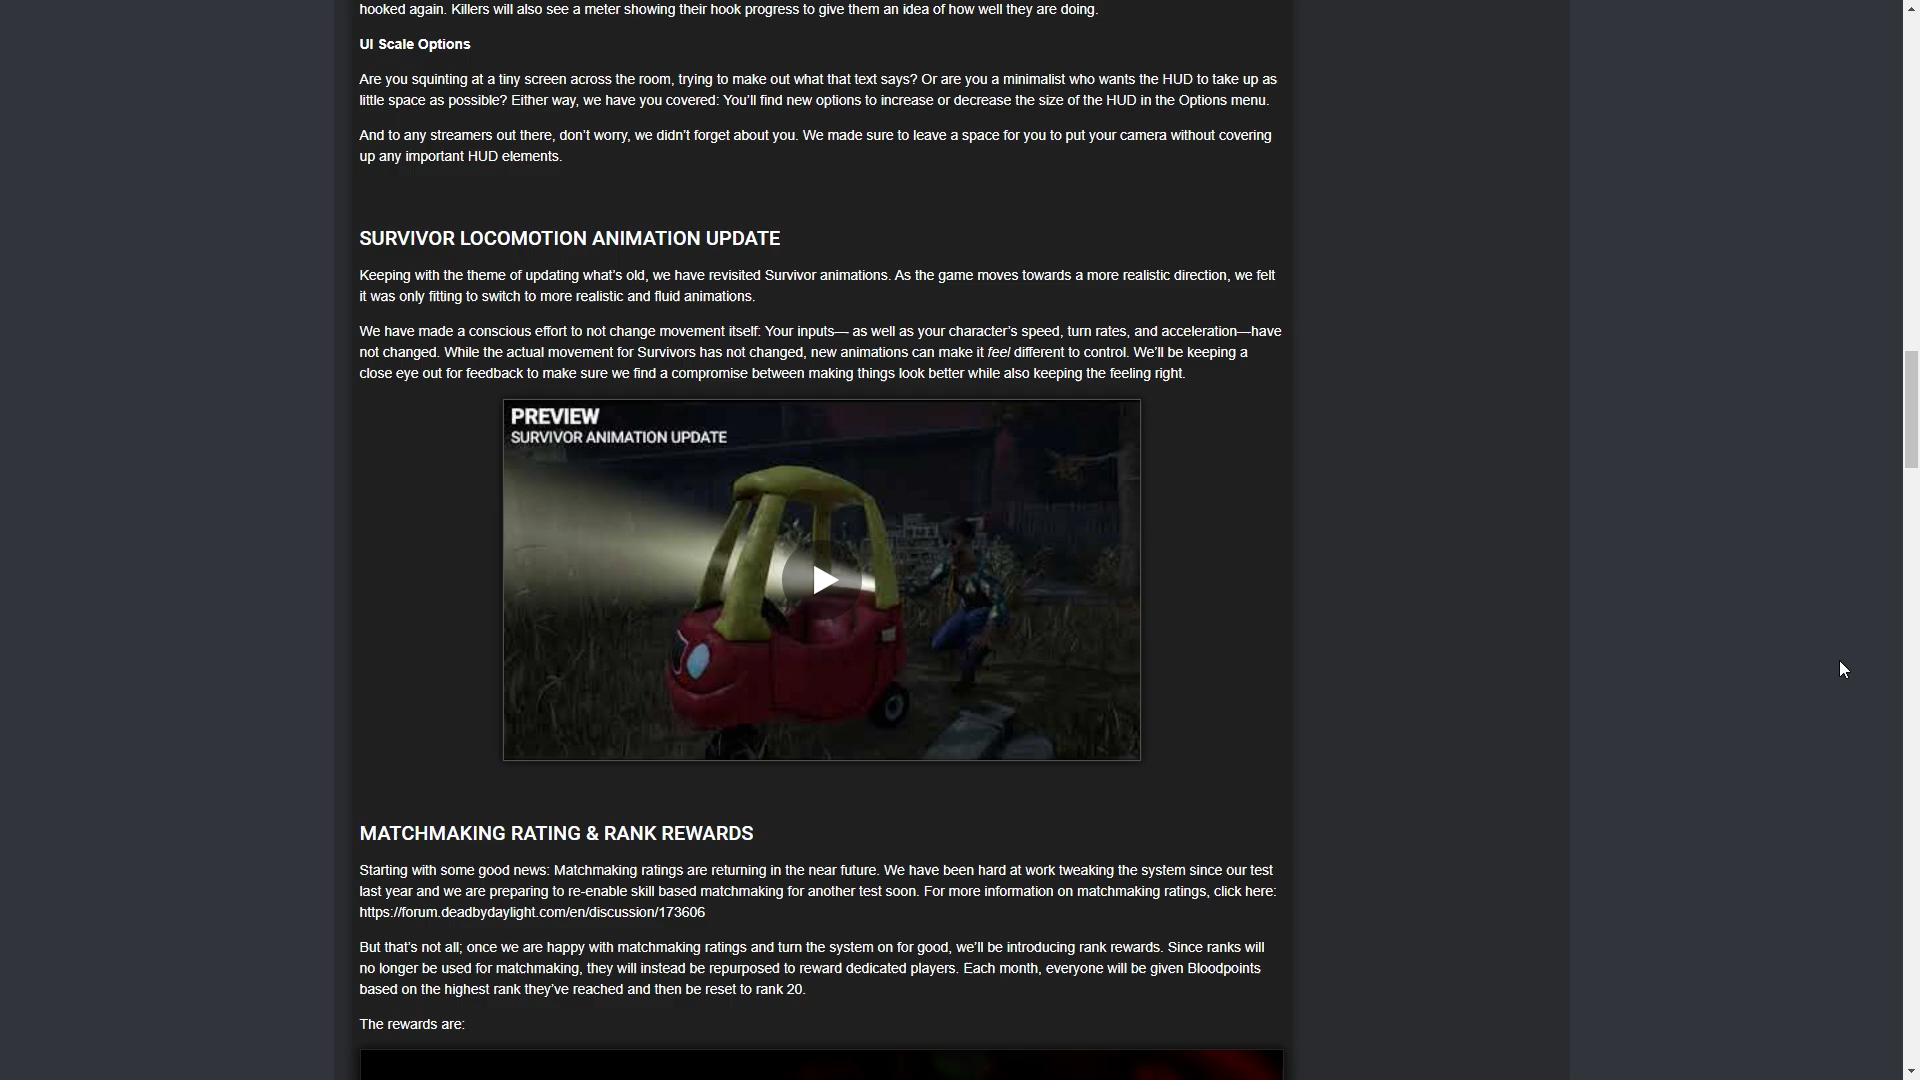 hooked again. Killers will also see a meter showing their hook progress to give them an idea of how well they are doing.
UI Scale Options
Are you squinting at a tiny screen across the room, trying to make out what that text says? Or are you a minimalist who wants the HUD to take up as
little space as possible? Either way, we have you covered: You’ll find new options to increase or decrease the size of the HUD in the Options menu.
And to any streamers out there, don’t worry, we didn’t forget about you. We made sure to leave a space for you to put your camera without covering
up any important HUD elements.
SURVIVOR LOCOMOTION ANIMATION UPDATE
Keeping with the theme of updating what’s old, we have revisited Survivor animations. As the game moves towards a more realistic direction, we felt
it was only fitting to switch to more realistic and fluid animations.
We have made a conscious effort to not change movement itself: Your inputs— as well as your character’s speed, turn rates, and acceleration—have
not changed. While the actual movement for Survivors has not changed, new animations can make it feel different to control. We’ll be keeping a
close eye out for feedback to make sure we find a compromise between making things look better while also keeping the feeling right.
PREVIEW
SURVIVOR ANIMATION UPDATE
MATCHMAKING RATING & RANK REWARDS
Starting with some good news: Matchmaking ratings are returning in the near future. We have been hard at work tweaking the system since our test
last year and we are preparing to re-enable skill based matchmaking for another test soon. For more information on matchmaking ratings, click here:
https://forum.deadbydaylight.com/en/discussion/173606
But that’s not all; once we are happy with matchmaking ratings and turn the system on for good, we’ll be introducing rank rewards. Since ranks will
no longer be used for matchmaking, they will instead be repurposed to reward dedicated players. Each month, everyone will be given Bloodpoints
based on the highest rank they’ve reached and then be reset to rank 20.
The rewards are: